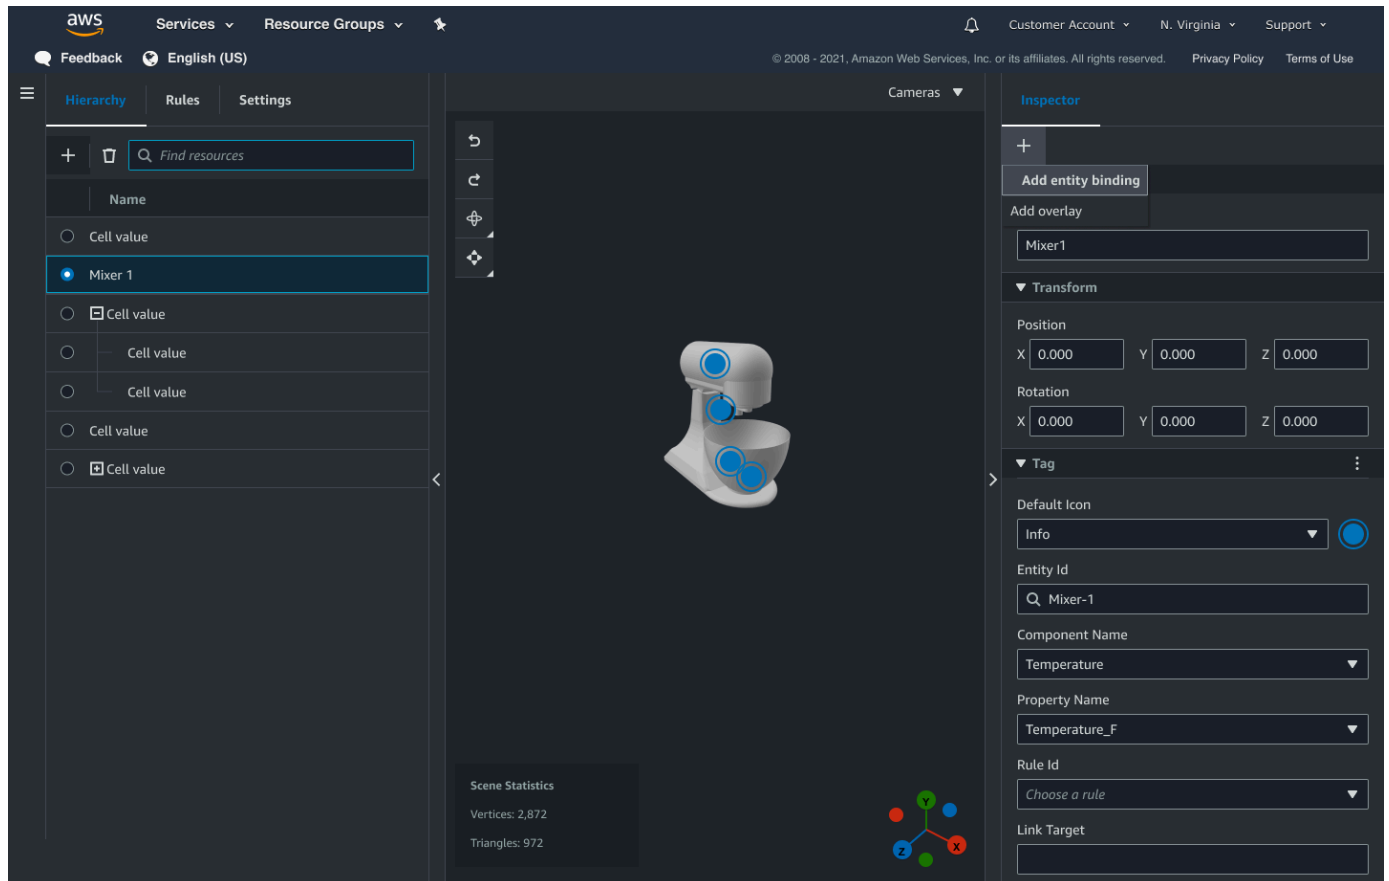 aws Services Resource Groups Customer Account N. Virginia Support
Feedback English (US) © 2008 - 2021, Amazon Web Services, Inc. or its affiliates. All rights reserved. Privacy Policy Terms of Use
Hierarchy Rules Settings
Find resources
Name
Cell value
Mixer 1
Cell value
Cell value
Cell value
Cell value
Cell value
Cameras
Scene Statistics
Vertices: 2,872
Triangles: 972
Y
Z
X
Inspector
Add entity binding
Add overlay
Mixer1
Transform
Position
X 0.000 Y 0.000 Z 0.000
Rotation
X 0.000 Y 0.000 Z 0.000
Tag
Default Icon
Info
Entity Id
Mixer-1
Component Name
Temperature
Property Name
Temperature_F
Rule Id
Choose a rule
Link Target